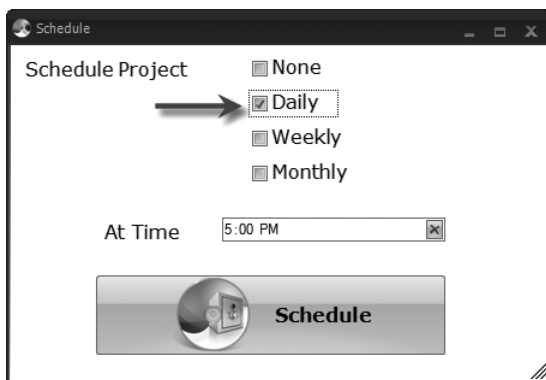 Schedule
Schedule Project
None
Daily
Weekly
Monthly
At Time
5:00 PM
Schedule